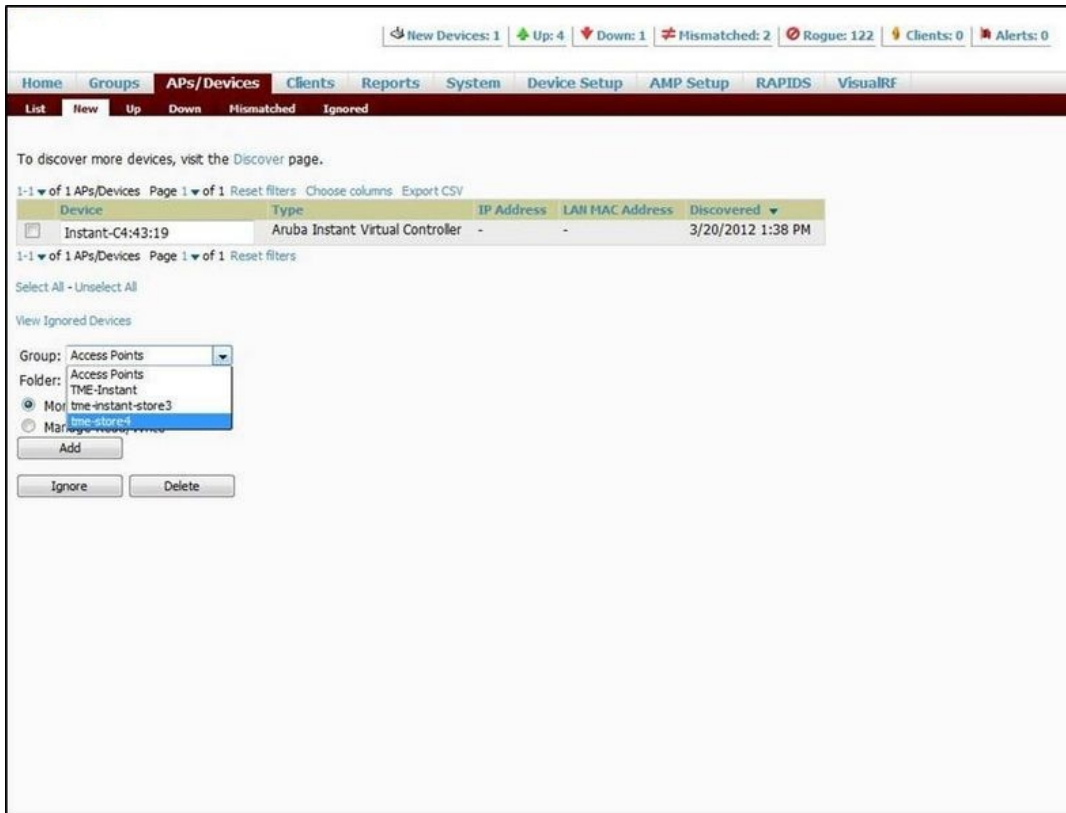 New Devices: 1 Up: 4 Down: 1 Mismatched: 2 Rogue: 122 Clients: 0 Alerts: 0
Home Groups APs/Devices Clients Reports System Device Setup AMP Setup RAPIDS VisualRF
List New Up Down Mismatched Ignored
To discover more devices, visit the Discover page.
1-1 of 1 APs/Devices Page 1 of 1 Reset filters Choose columns Export CSV
Device Type IP Address LAN MAC Address Discovered
Instant-C4:43:19 Aruba Instant Virtual Controller - - 3/20/2012 1:38 PM
1-1 of 1 APs/Devices Page 1 of 1 Reset filters
Select All - Unselect All
View Ignored Devices
Group: Access Points
Folder: Access Points
TME-Instant
tme-instant-store3
tme-store4
Add
Ignore Delete